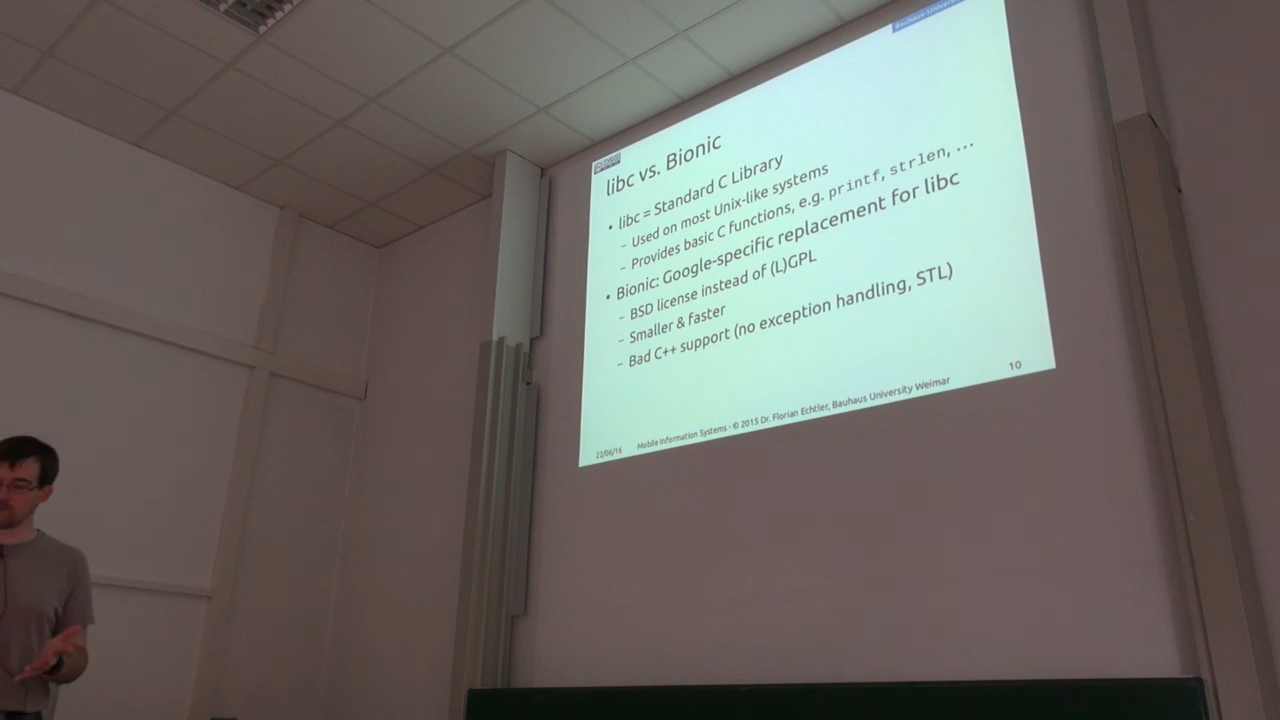 Bauhaus-Univers
libc vs. Bionic
• libc = Standard C Library
– Used on most Unix-like systems
– Provides basic C functions, e.g. printf, strlen, ...
• Bionic: Google-specific replacement for libc
– BSD license instead of (L)GPL
– Smaller & faster
– Bad C++ support (no exception handling, STL)
22/06/16 Mobile Information Systems - © 2015 Dr. Florian Echtler, Bauhaus University Weimar 10